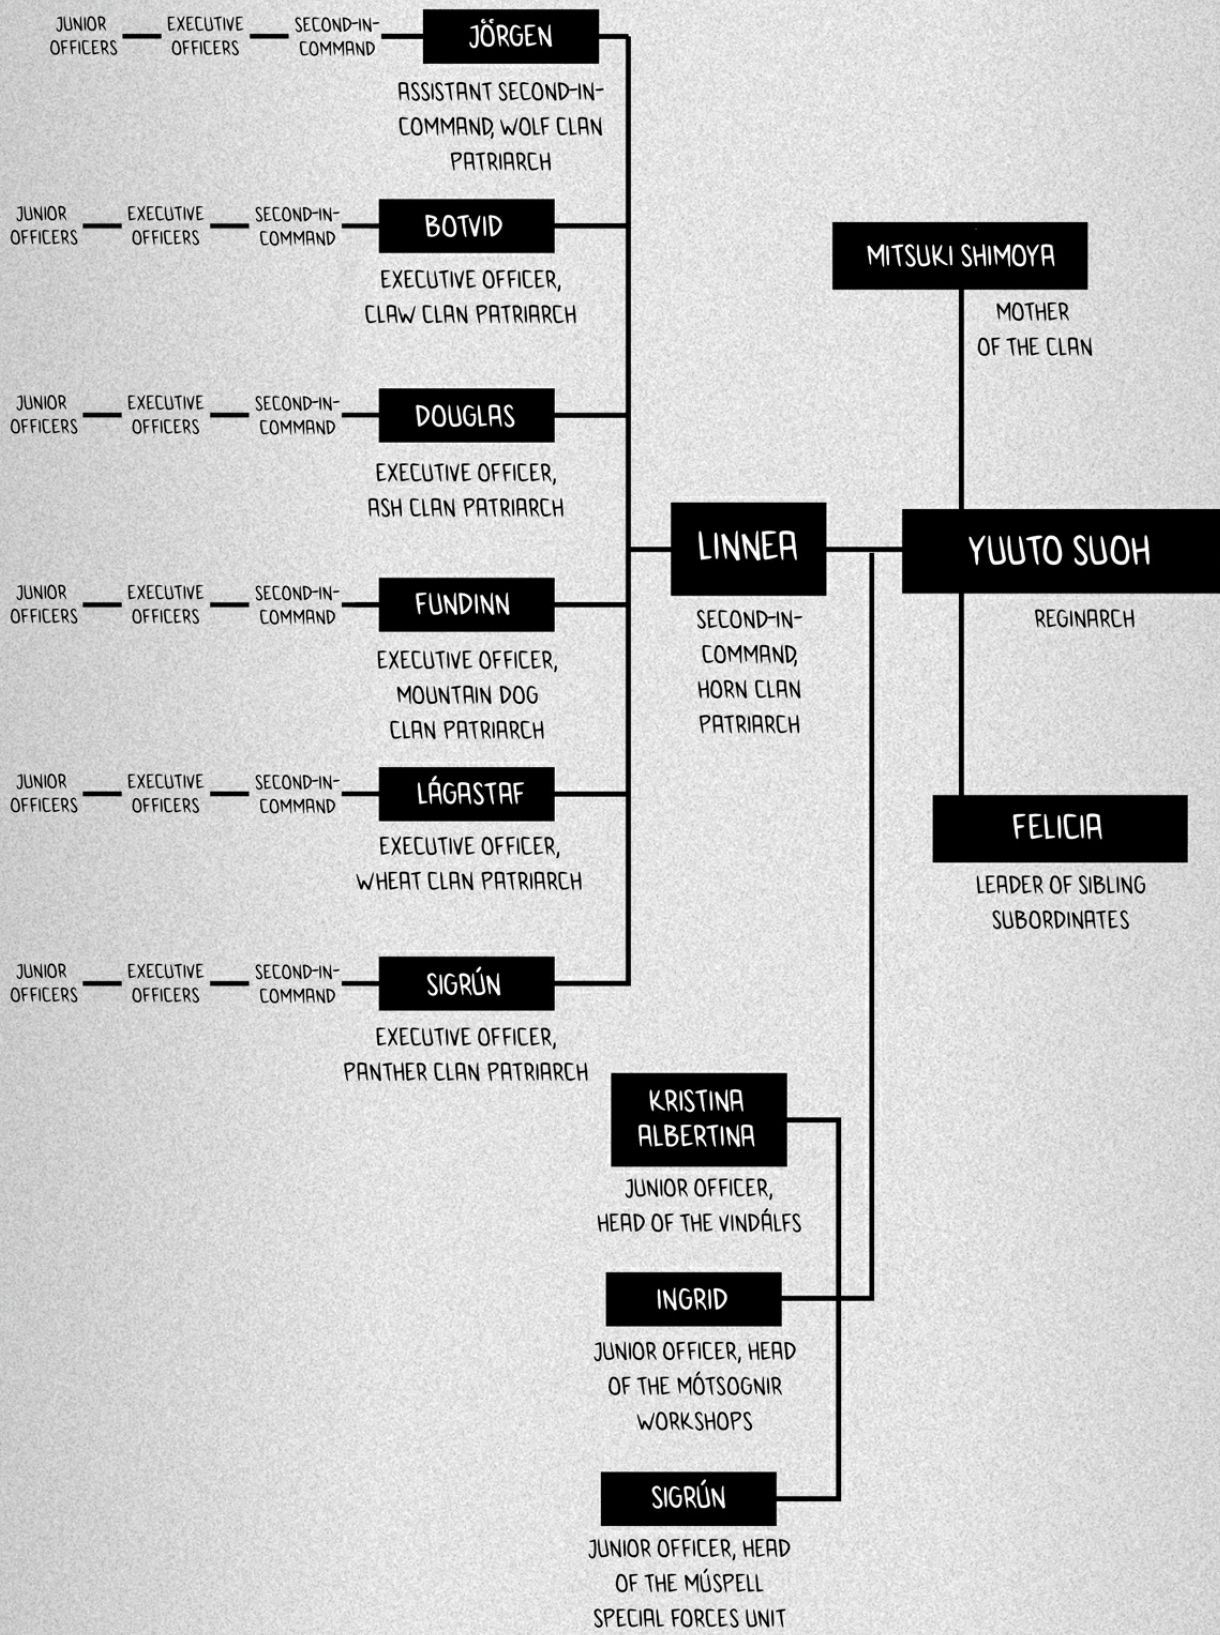 JUNIOR
OFFICERS
EXECUTIVE
OFFICERS
SECOND-IN-
COMMAND
JÖRGEN
ASSISTANT SECOND-IN-
COMMAND, WOLF CLAN
PATRIARCH
JUNIOR
OFFICERS
EXECUTIVE
OFFICERS
SECOND-IN-
COMMAND
BOTVID
EXECUTIVE OFFICER,
CLAW CLAN PATRIARCH
JUNIOR
OFFICERS
EXECUTIVE
OFFICERS
SECOND-IN-
COMMAND
DOUGLAS
EXECUTIVE OFFICER,
ASH CLAN PATRIARCH
JUNIOR
OFFICERS
EXECUTIVE
OFFICERS
SECOND-IN-
COMMAND
FUNDINN
EXECUTIVE OFFICER,
MOUNTAIN DOG
CLAN PATRIARCH
JUNIOR
OFFICERS
EXECUTIVE
OFFICERS
SECOND-IN-
COMMAND
LÁGASTAF
EXECUTIVE OFFICER,
WHEAT CLAN PATRIARCH
JUNIOR
OFFICERS
EXECUTIVE
OFFICERS
SECOND-IN-
COMMAND
SIGRÚN
EXECUTIVE OFFICER,
PANTHER CLAN PATRIARCH
LINNEA
SECOND-IN-
COMMAND,
HORN CLAN
PATRIARCH
MITSUKI SHIMOYA
MOTHER
OF THE CLAN
YUUTO SUOH
REGINARCH
FELICIA
LEADER OF SIBLING
SUBORDINATES
KRISTINA
ALBERTINA
JUNIOR OFFICER,
HEAD OF THE VINDÁLFS
INGRID
JUNIOR OFFICER, HEAD
OF THE MÓTSOGNIR
WORKSHOPS
SIGRÚN
JUNIOR OFFICER, HEAD
OF THE MÚSPELL
SPECIAL FORCES UNIT